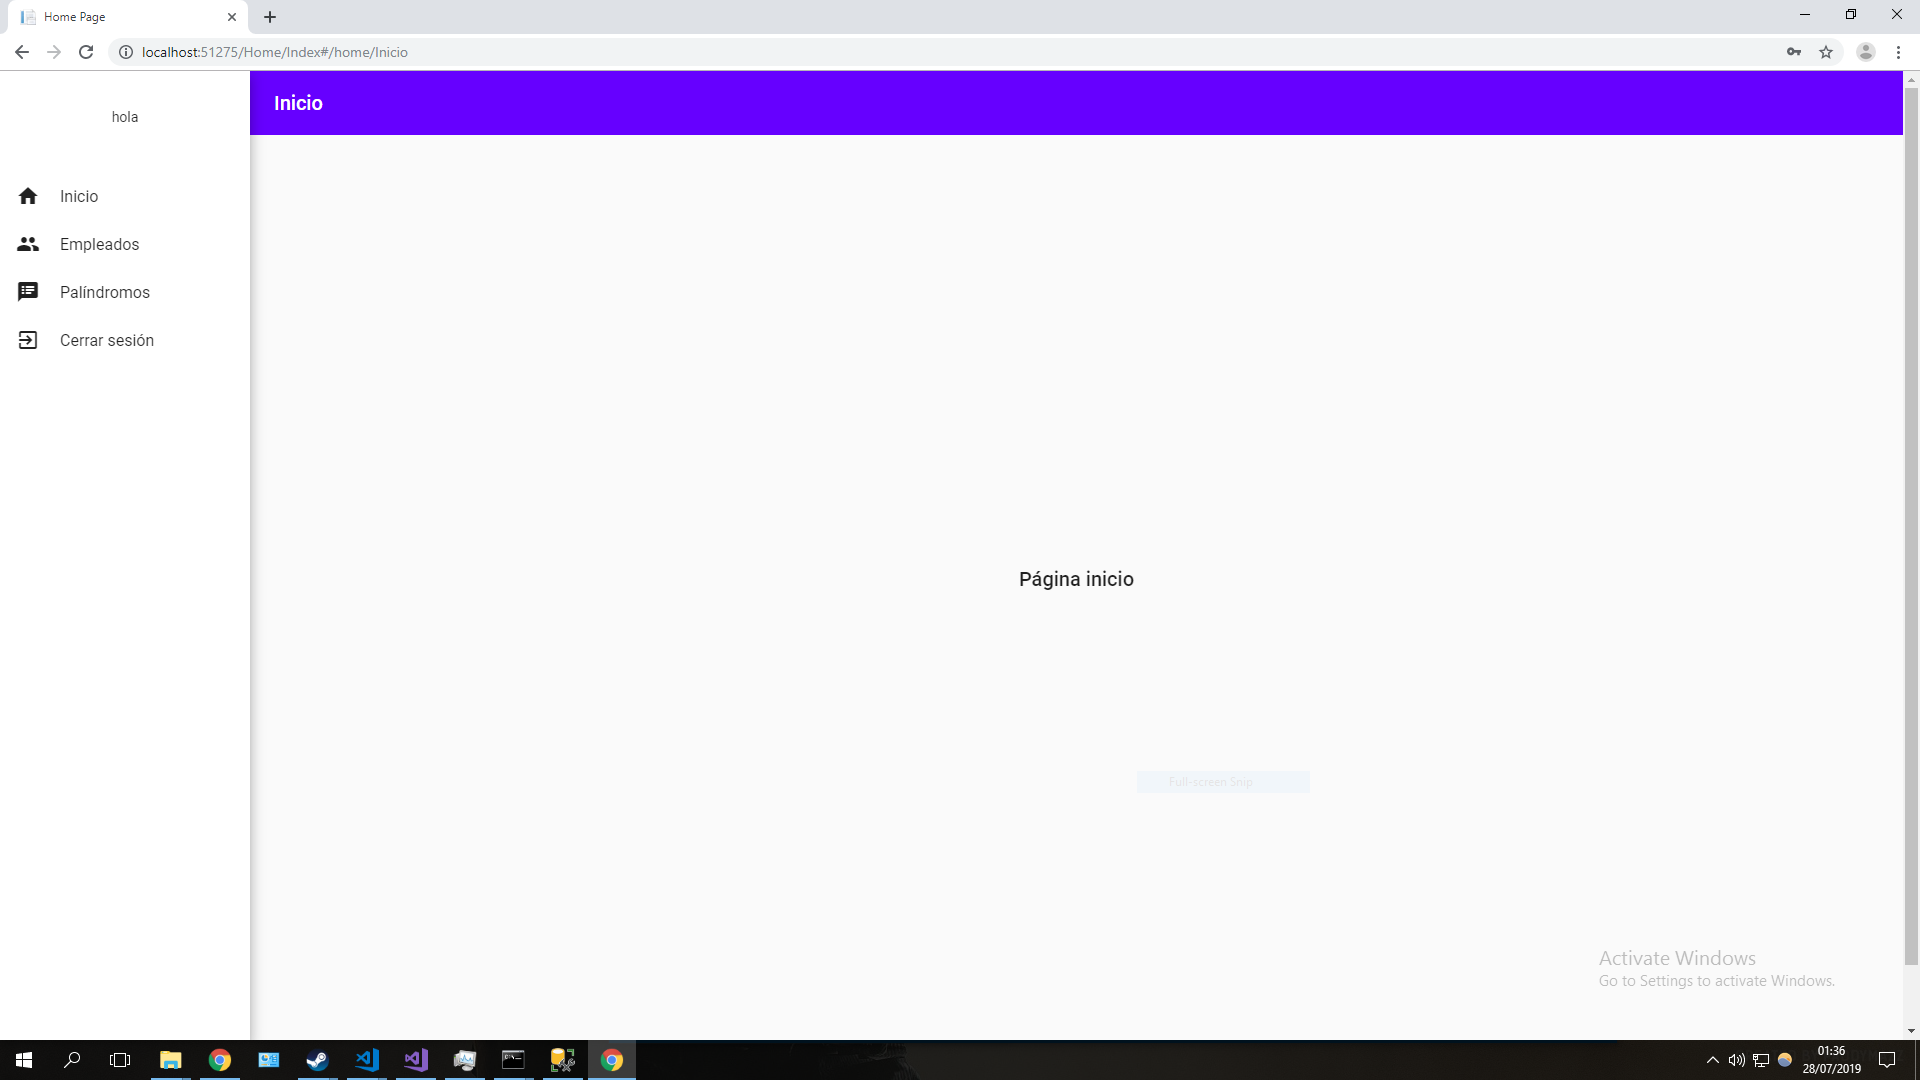 Home Page
localhost:51275/Home/Index#/home/Inicio
hola
Inicio
Inicio
Empleados
Palíndromos
Cerrar sesión
Página inicio
Full-screen Snip
Activate Windows
Go to Settings to activate Windows.
01:36
28/07/2019